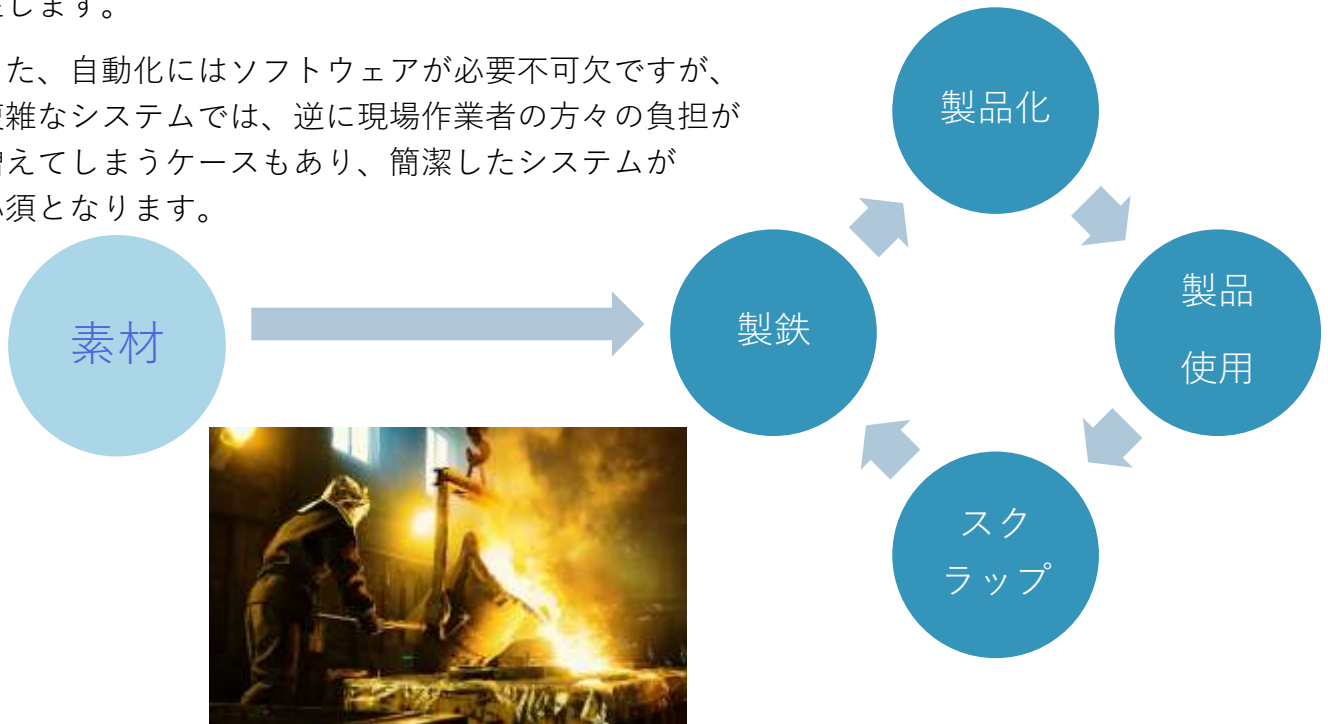 します。
た、自動化にはソフトウェアが必要不可欠ですが、
複雑なシステムでは、逆に現場作業者の方々の負担が
増えてしまうケースもあり、簡潔したシステムが
必須となります。
製品化
素材
製鉄
製品
使用
スク
ラップ